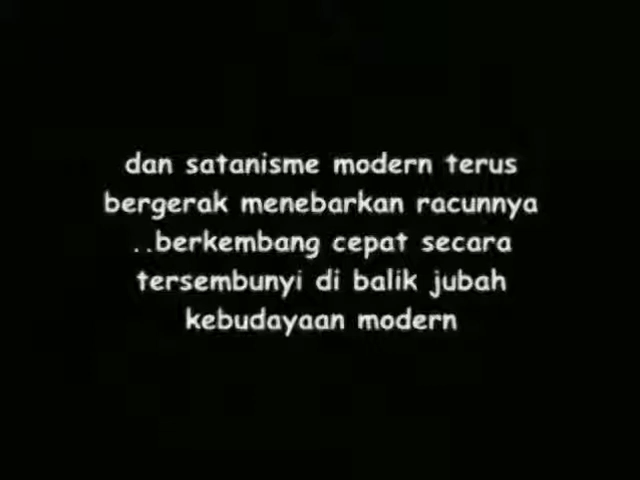 dan satanisme modern terus
bergerak menebarkan racunnya
..berkembang cepat secara
tersembunyi di balik jubah
kebudayaan modern